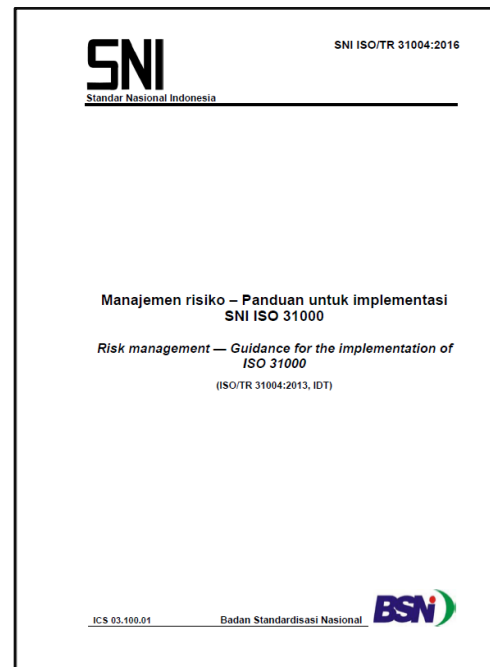 SNI ISO/TR 31004:2016
SNI
Standar Nasional Indonesia
Manajemen risiko – Panduan untuk implementasi
SNI ISO 31000
Risk management — Guidance for the implementation of
ISO 31000
(ISO/TR 31004:2013, IDT)
ICS 03.100.01
Badan Standardisasi Nasional
BSNi